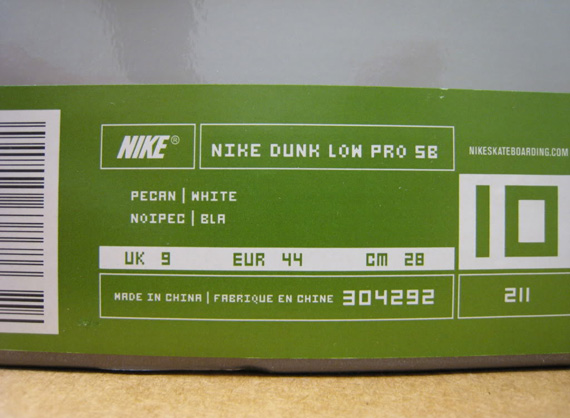 NIKE®
NIKE DUNK LOW PRO SB
NIKESKATEBOARDING.COM
PECAN | WHITE
NOIPEC | BLA
10
UK 9 EUR 44 CM 28
MADE IN CHINA | FABRIQUE EN CHINE 304292
211